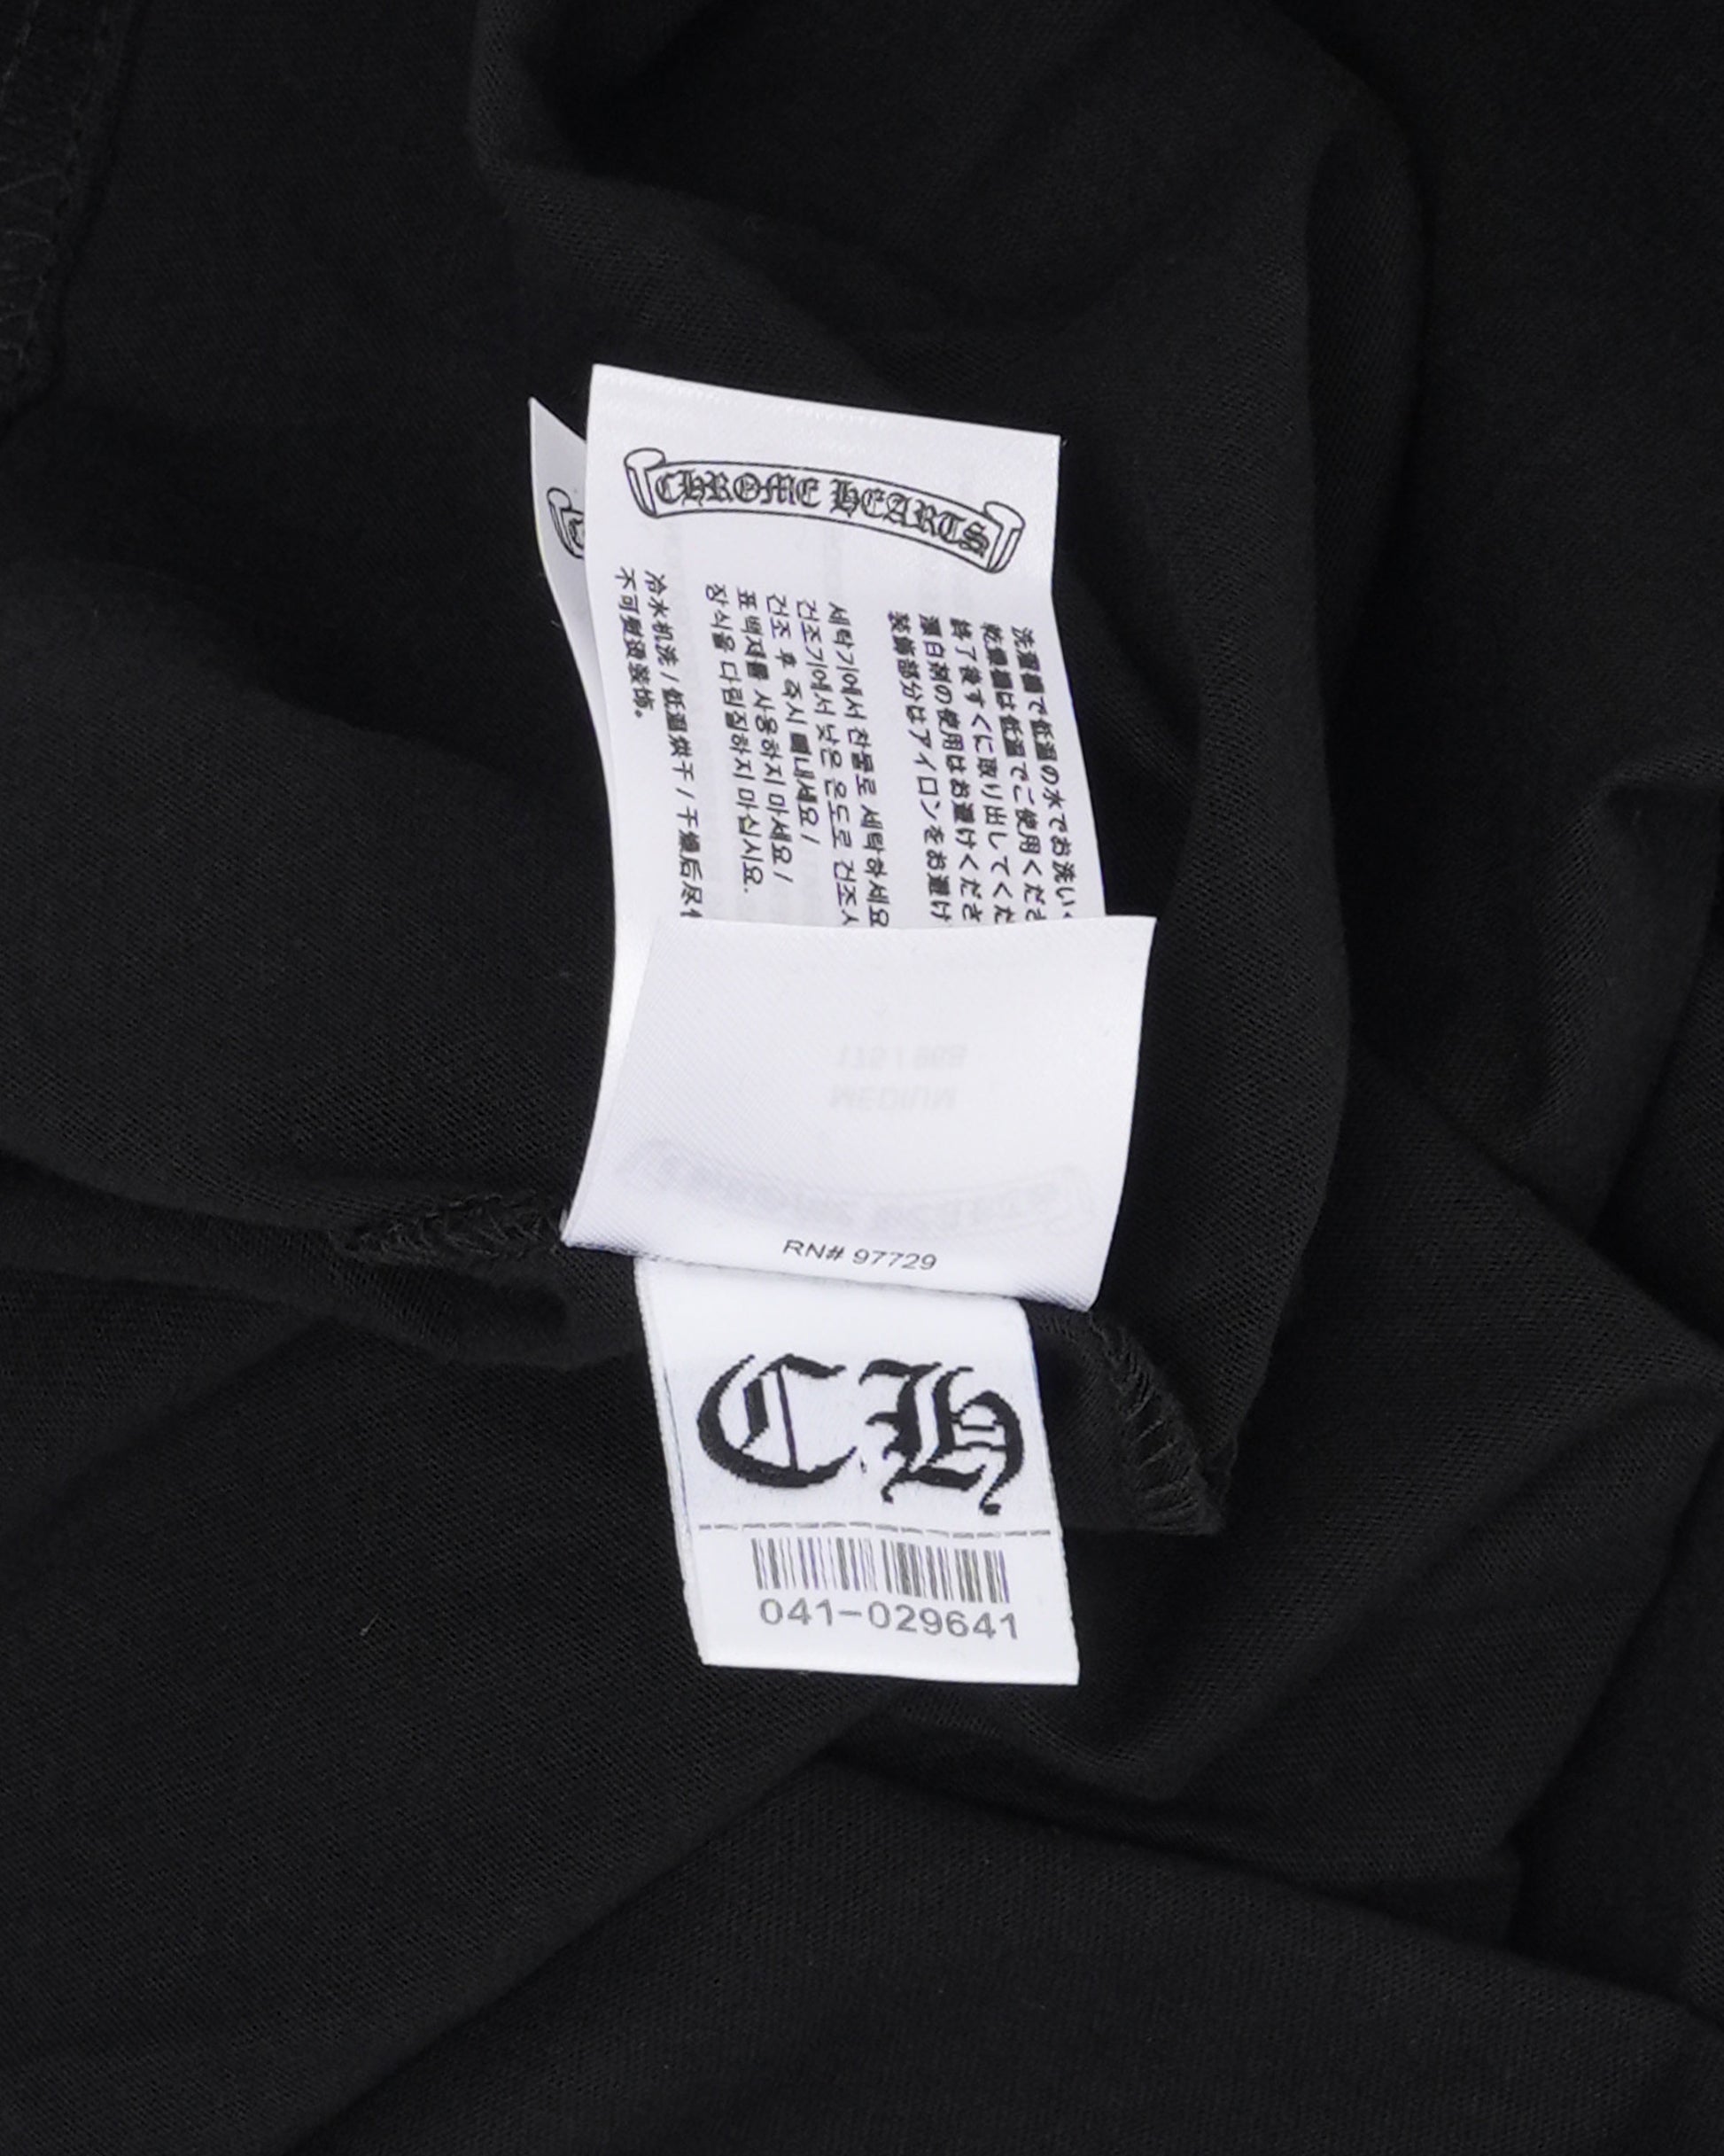 CHROME HEARTS
洗濯機で低温の水でお洗い
乾燥機は低温でご使用くださ
終了後すぐに取り出してくだ
漂白剤の使用はお避けくださ
装飾部分はアイロンをお避け
세탁기에서 찬물로 세탁하세요
건조기에서 낮은 온도로 건조시
건조 후 즉시 빼내세요 /
표백제를 사용하지 마세요 /
장식을 다림질하지 마십시오.
冷水机洗 / 低温烘干 / 干燥后尽
不可熨烫装饰。
175 / 96B
MEDIUM
RN# 97729
CH
041-029641